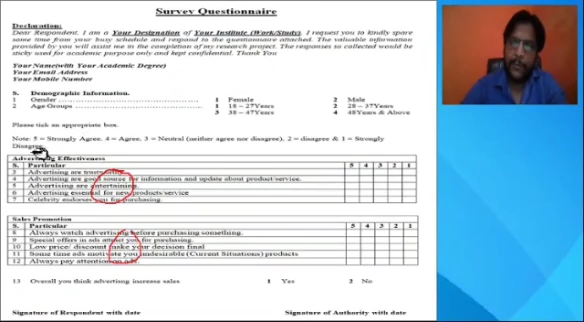 Survey Questionnaire
Declaration:
Dear Respondent, I am a Your Designation of Your Institute (Work/Study). I request you to kindly spare
some time from your busy schedule and respond to the questionnaire attached. The valuable information
provided by you will assist me in the completion of my research project. The responses so collected would be
sticky used for academic purpose only and kept confidential. Thank You
Your Name(with Your Academic Degree)
Your Email Address
Your Mobile Number
S. Demographic Information.
1 Gender 1 Female 2 Male
2 Age Groups 1 18 – 27Years 2 28 – 37Years
3 38 – 47Years 4 48Years & Above
Please tick an appropriate box.
Note: 5 = Strongly Agree, 4 = Agree, 3 = Neutral (neither agree nor disagree), 2 = disagree & 1 = Strongly
Disagree
Advertising Effectiveness
S. Particular 5 4 3 2 1
3 Advertising are trustworthy
4 Advertising are good source for information and update about product/service.
5 Advertising are entertaining
6 Advertising essential for new products/service
7 Celebrity endorses you for purchasing.
Sales Promotion
S. Particular 5 4 3 2 1
8 Always watch advertising before purchasing something.
9 Special offers in ads attract you for purchasing.
10 Low price/ discount make your decision final
11 Some time ads motivate you undesirable (Current Situations) products
12 Always pay attention on ads.
13 Overall you think advertising increase sales 1 Yes 2 No
Signature of Respondent with date Signature of Authority with date